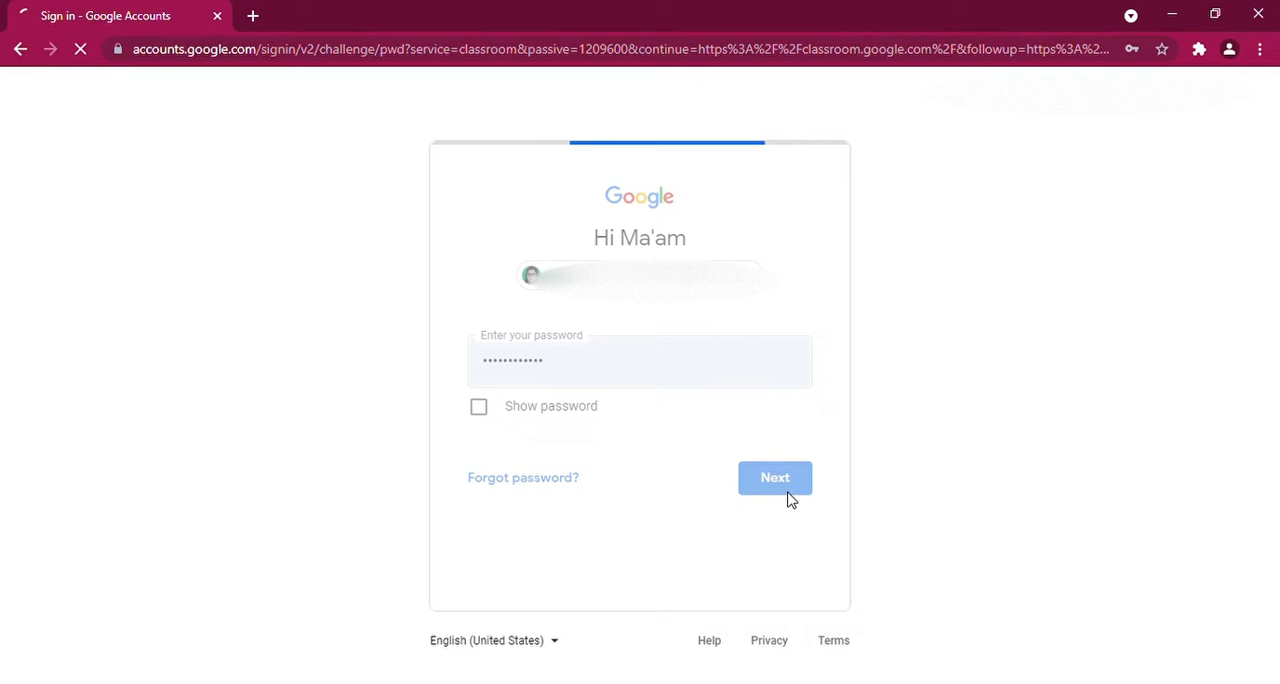 Sign in - Google Accounts
accounts.google.com/signin/v2/challenge/pwd?service=classroom&passive=1209600&continue=https%3A%2F%2Fclassroom.google.com%2F&followup=https%3A%2...
Google
Hi Ma'am
Enter your password
••••••••••••
Show password
Forgot password?
Next
English (United States)
Help
Privacy
Terms